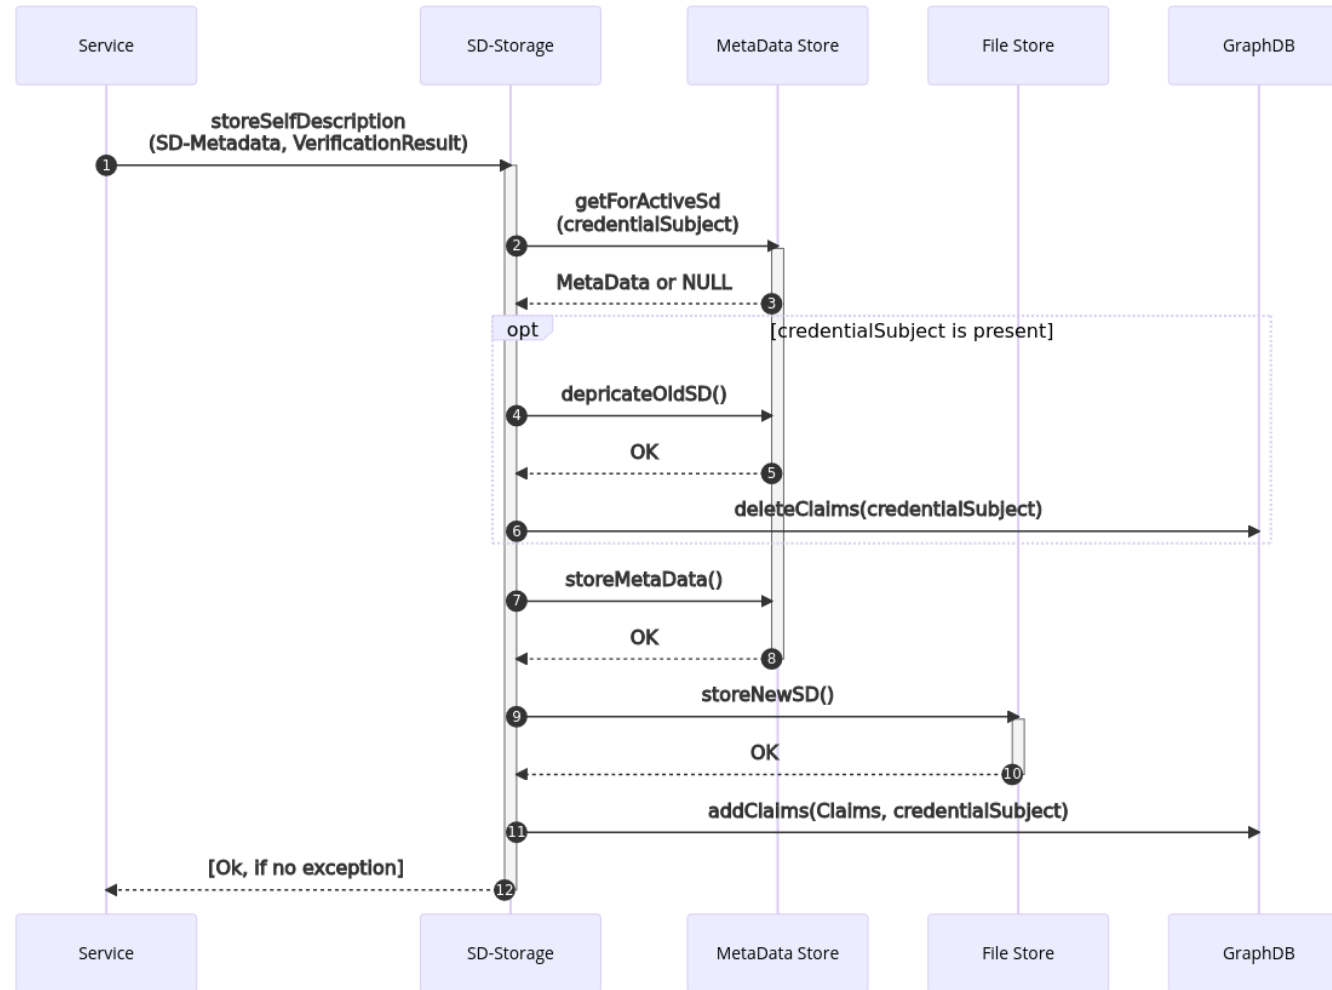 Service
SD-Storage
MetaData Store
File Store
GraphDB
storeSelfDescription
(SD-Metadata, VerificationResult)
1
getForActiveSd
(credentialSubject)
2
MetaData or NULL
3
opt
[credentialSubject is present]
depricateOldSD()
4
OK
5
deleteClaims(credentialSubject)
6
storeMetaData()
7
OK
8
storeNewSD()
9
OK
10
addClaims(Claims, credentialSubject)
11
[Ok, if no exception]
12
Service
SD-Storage
MetaData Store
File Store
GraphDB